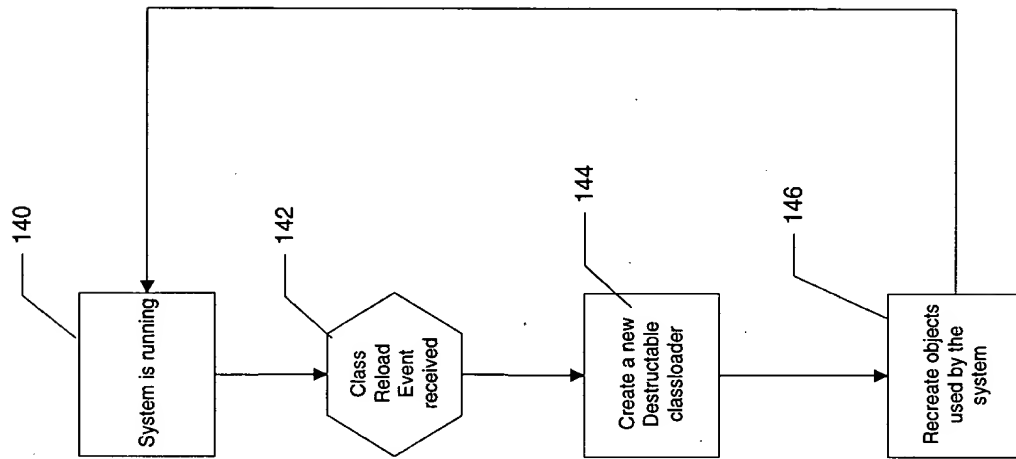 140
System is running
142
Class
Reload
Event
received
144
Create a new
Destructable
classloader
146
Recreate objects
used by the
system